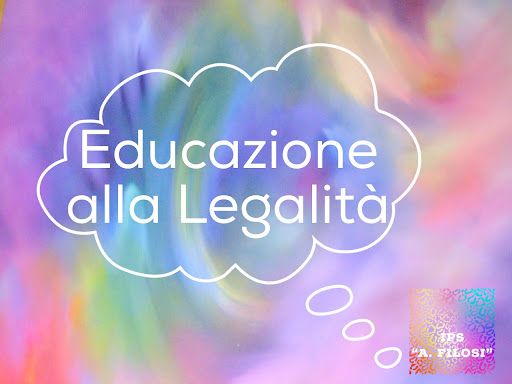 Educazione
alla Legalità
IPS
"A. FILOSI"